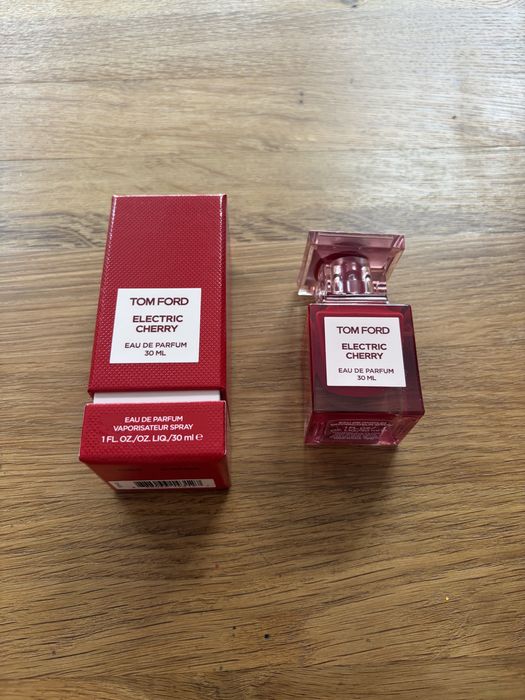 TOM FORD
ELECTRIC
CHERRY
EAU DE PARFUM
30 ML
EAU DE PARFUM
VAPORISATEUR SPRAY
1 FL. OZ./OZ. LIQ./30 ml ℮
TOM FORD
ELECTRIC
CHERRY
EAU DE PARFUM
30 ML